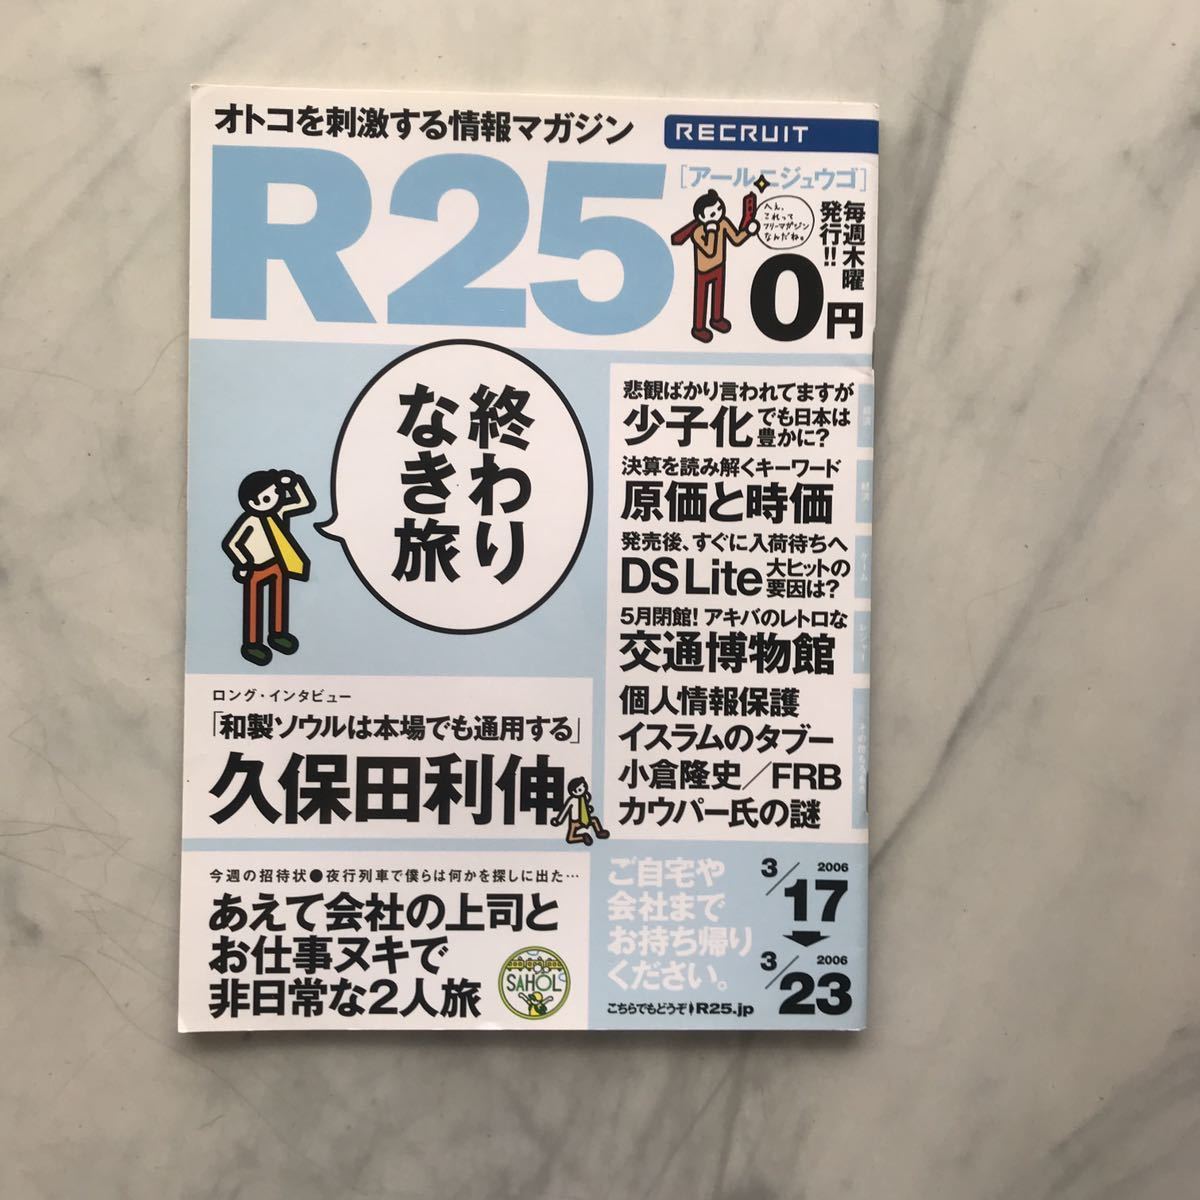 オトコを刺激する情報マガジン
RECRUIT
R25
[アールニジュウゴ]
へぇ、
これって
フリーマガジン
なんだね。
毎週木曜
発行!!
0円
終わり
なき旅
悲観ばかり言われてますが
少子化でも日本は
豊かに?
決算を読み解くキーワード
原価と時価
発売後、すぐに入荷待ちへ
DS Lite大ヒットの
要因は?
5月閉館!アキバのレトロな
交通博物館
個人情報保護
イスラムのタブー
小倉隆史／FRB
カウパー氏の謎
経済
ゲーム
レジャー
ロング・インタビュー
「和製ソウルは本場でも通用する」
久保田利伸
今週の招待状●夜行列車で僕らは何かを探しに出た…
あえて会社の上司と
お仕事ヌキで
非日常な2人旅
SAHOL
ご自宅や
会社まで
お持ち帰り
ください。
こちらでもどうぞ R25.jp
2006
3/17
2006
3/23